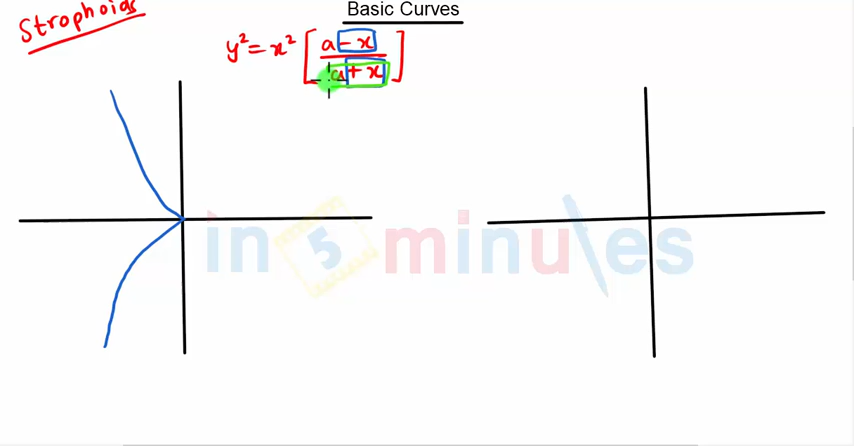 Basic Curves
Strophoids
y² = x² [ (a - x) / (a + x) ]
in 5 minutes